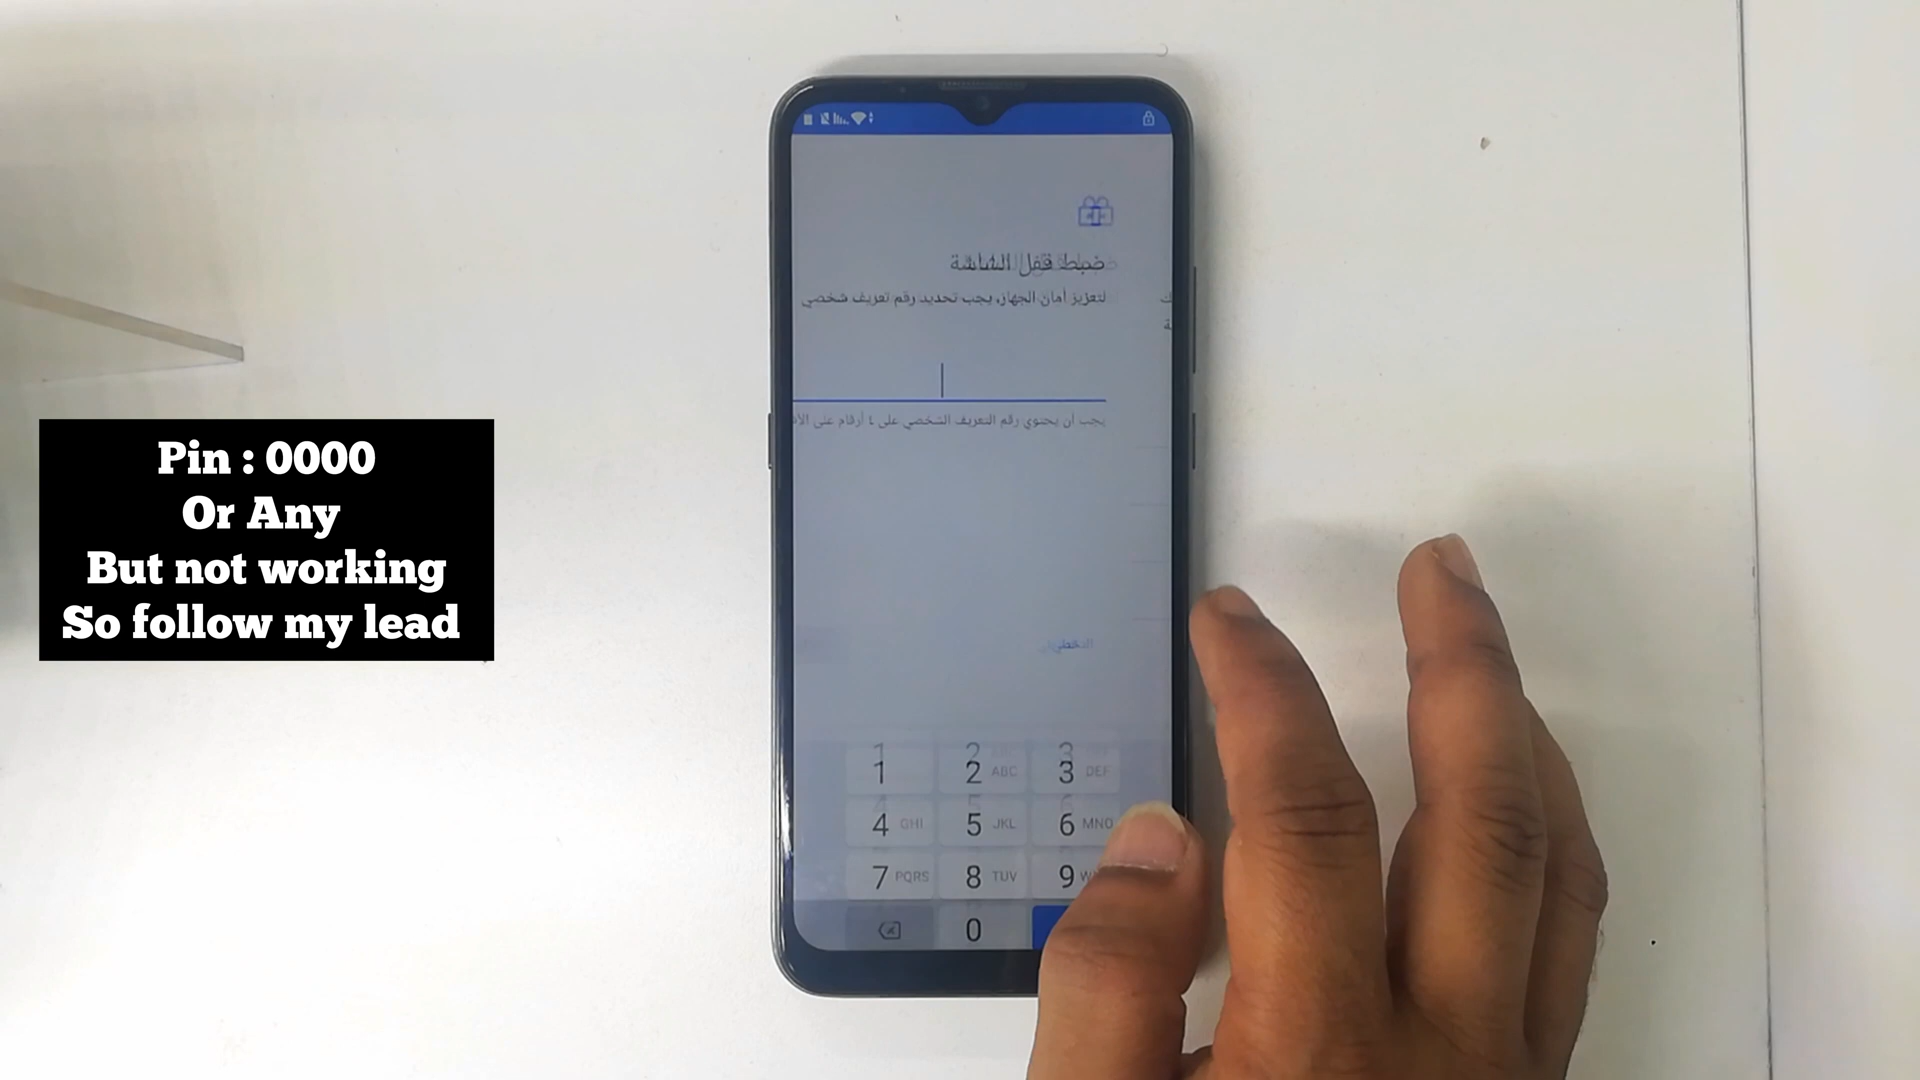 Pin : 0000
Or Any
But not working
So follow my lead
ضبط قفل الشاشة
لتعزيز أمان الجهاز، يجب تحديد رقم تعريف شخصي
يجب أن يحتوي رقم التعريف الشخصي على ٤ أرقام على
1
2 ABC
3 DEF
4 GHI
5 JKL
6 MNO
7 PQRS
8 TUV
9
0